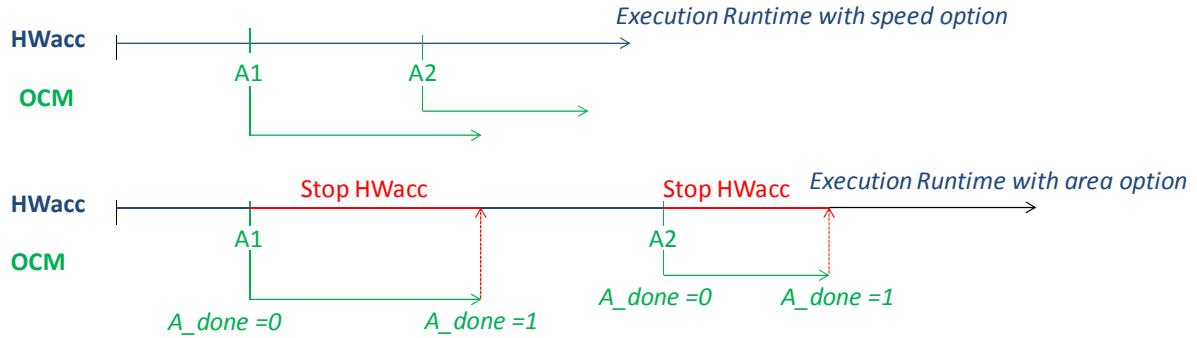 Execution Runtime with speed option
HWacc
A1 A2
OCM
Stop HWacc Stop HWacc Execution Runtime with area option
HWacc
A1 A2
OCM
A_done =0 A_done =1
A_done =0 A_done =1